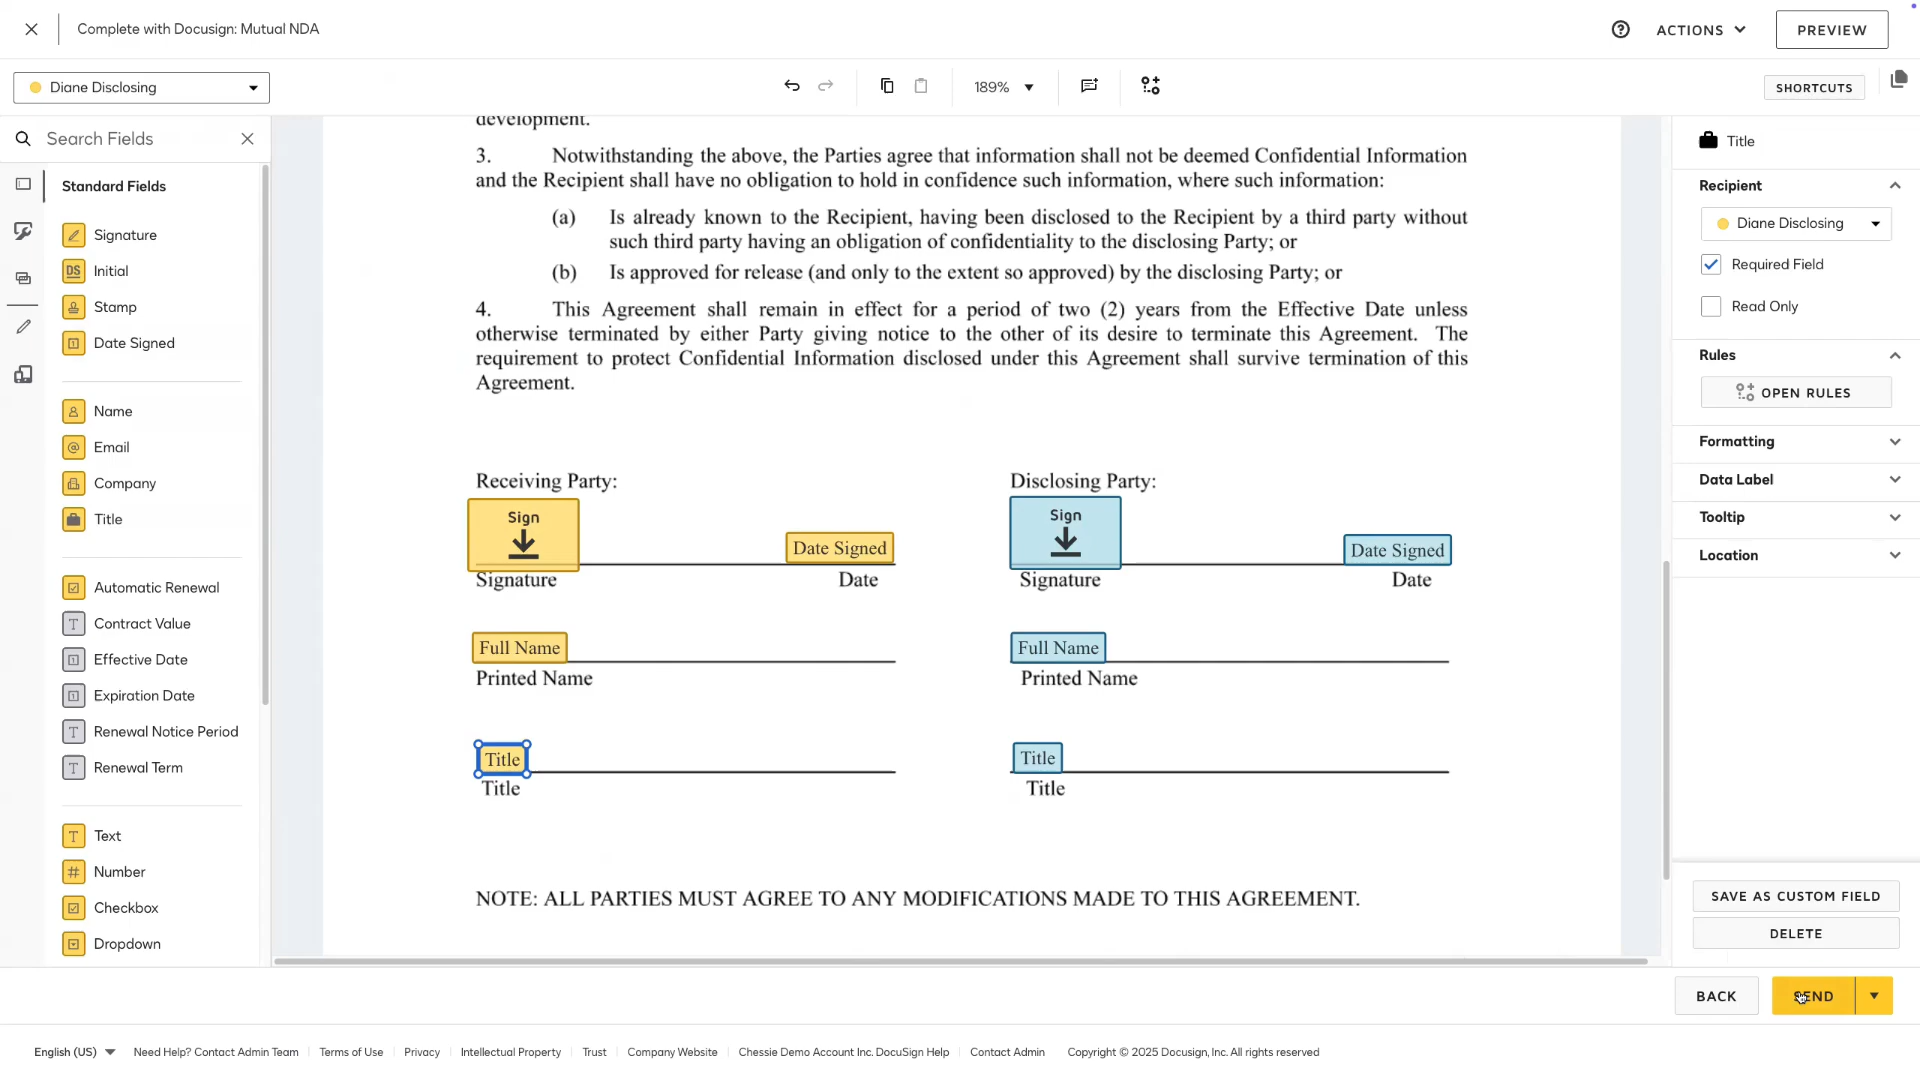 Complete with Docusign: Mutual NDA
ACTIONS
PREVIEW
Diane Disclosing
189%
SHORTCUTS
Search Fields
Standard Fields
Signature
DS Initial
Stamp
Date Signed
Name
Email
Company
Title
Automatic Renewal
Contract Value
Effective Date
Expiration Date
Renewal Notice Period
Renewal Term
Text
Number
Checkbox
Dropdown
development.
3. Notwithstanding the above, the Parties agree that information shall not be deemed Confidential Information
and the Recipient shall have no obligation to hold in confidence such information, where such information:
(a) Is already known to the Recipient, having been disclosed to the Recipient by a third party without
such third party having an obligation of confidentiality to the disclosing Party; or
(b) Is approved for release (and only to the extent so approved) by the disclosing Party; or
4. This Agreement shall remain in effect for a period of two (2) years from the Effective Date unless
otherwise terminated by either Party giving notice to the other of its desire to terminate this Agreement. The
requirement to protect Confidential Information disclosed under this Agreement shall survive termination of this
Agreement.
Receiving Party:
Sign
Date Signed
Signature Date
Full Name
Printed Name
Title
Title
Disclosing Party:
Sign
Date Signed
Signature Date
Full Name
Printed Name
Title
Title
NOTE: ALL PARTIES MUST AGREE TO ANY MODIFICATIONS MADE TO THIS AGREEMENT.
Title
Recipient
Diane Disclosing
Required Field
Read Only
Rules
OPEN RULES
Formatting
Data Label
Tooltip
Location
SAVE AS CUSTOM FIELD
DELETE
BACK
SEND
English (US) Need Help? Contact Admin Team Terms of Use Privacy Intellectual Property Trust Company Website Chessie Demo Account Inc. DocuSign Help Contact Admin Copyright © 2025 Docusign, Inc. All rights reserved